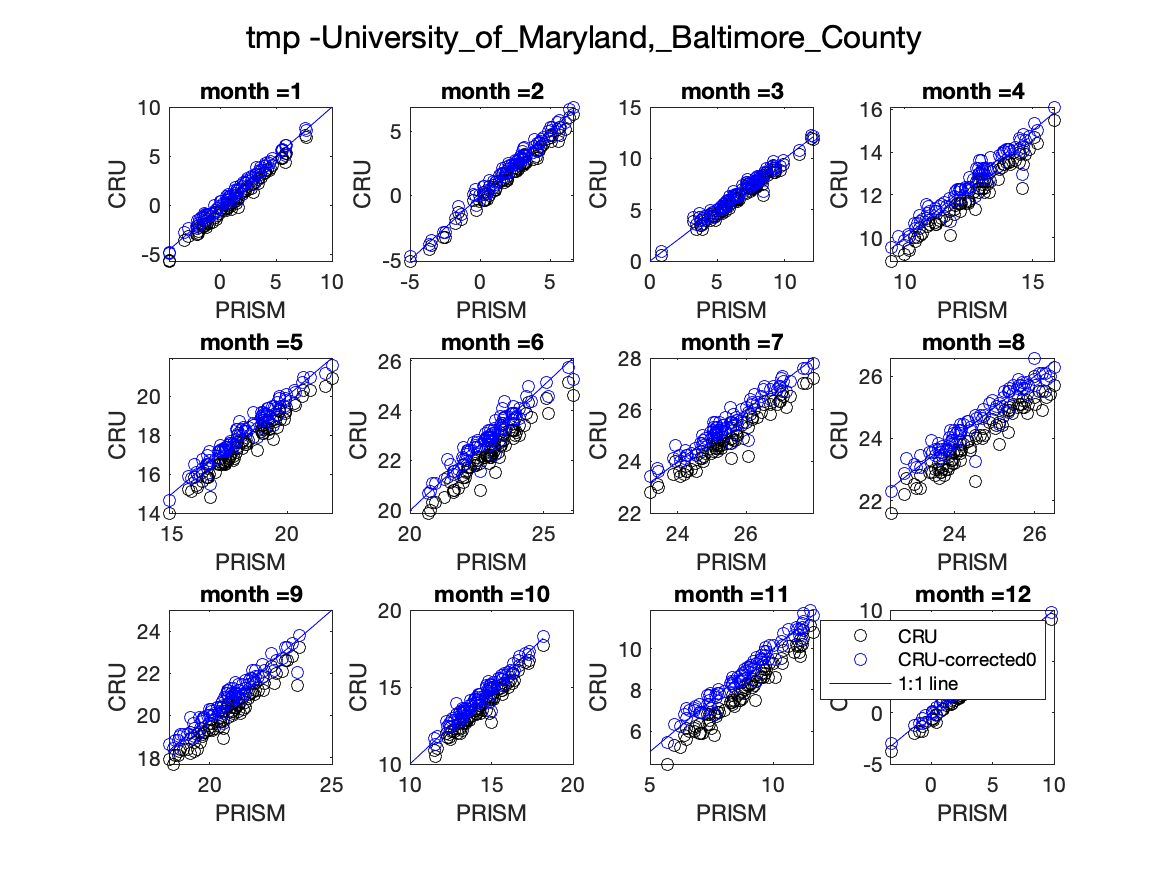 tmp -University_of_Maryland,_Baltimore_County
month =1
month =2
month =3
month =4
10
5
0
-5
CRU
0
5
10
PRISM
5
0
-5
CRU
-5
0
5
PRISM
15
10
5
0
CRU
0
5
10
PRISM
16
14
12
10
CRU
10
15
PRISM
month =5
month =6
month =7
month =8
20
18
16
14
CRU
15
20
PRISM
26
24
22
20
CRU
20
25
PRISM
28
26
24
22
CRU
24
26
PRISM
26
24
22
CRU
24
26
PRISM
month =9
month =10
month =11
month =12
24
22
20
18
CRU
20
25
PRISM
20
15
10
CRU
10
15
20
PRISM
10
8
6
CRU
5
10
PRISM
10
0
-5
0
5
10
PRISM
CRU
CRU-corrected0
1:1 line